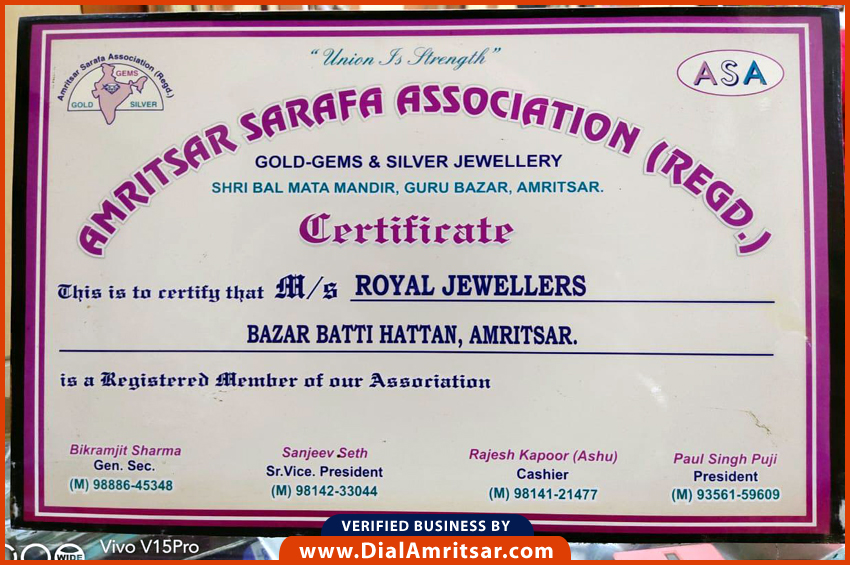 "Union Is Strength"
Amritsar Sarafa Association (Regd.)
GEMS
GOLD SILVER
ASA
AMRITSAR SARAFA ASSOCIATION (REGD.)
GOLD-GEMS & SILVER JEWELLERY
SHRI BAL MATA MANDIR, GURU BAZAR, AMRITSAR.
Certificate
This is to certify that M/s ROYAL JEWELLERS
BAZAR BATTI HATTAN, AMRITSAR.
is a Registered Member of our Association
Bikramjit Sharma
Gen. Sec.
(M) 98886-45348
Sanjeev Seth
Sr.Vice. President
(M) 98142-33044
Rajesh Kapoor (Ashu)
Cashier
(M) 98141-21477
Paul Singh Puji
President
(M) 93561-59609
WIDE
Vivo V15Pro
VERIFIED BUSINESS BY
www.DialAmritsar.com